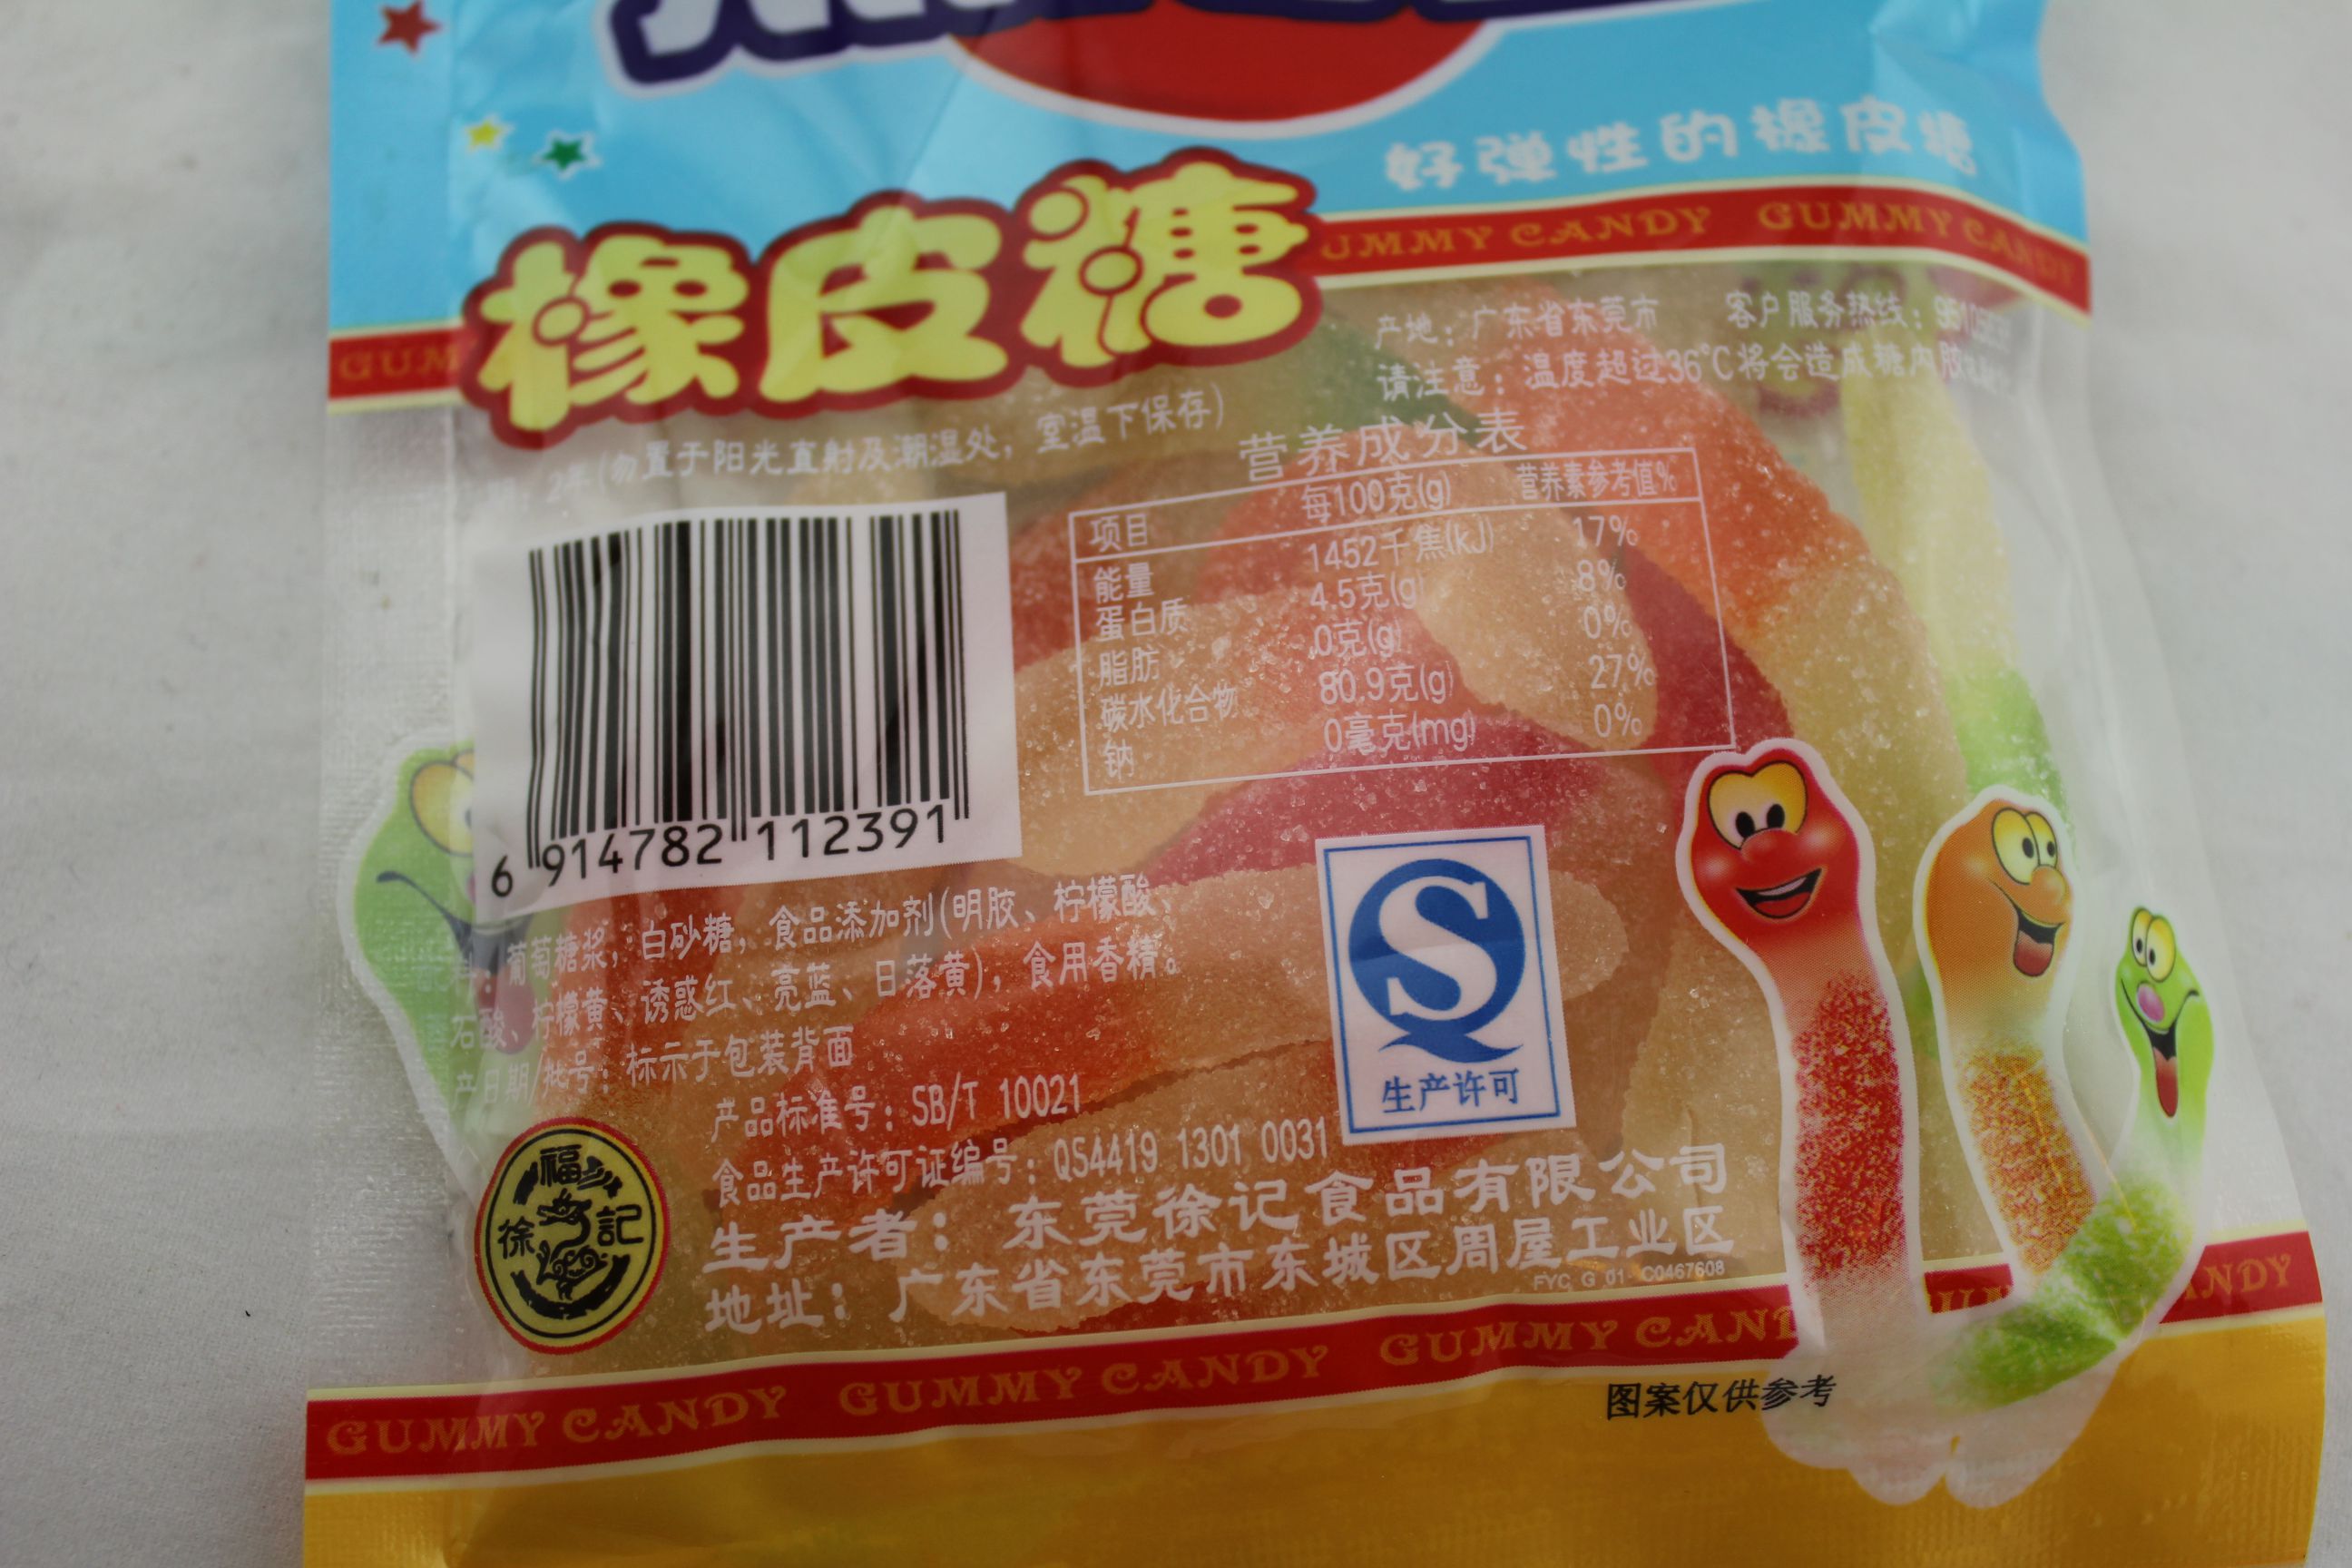 好弹性的橡皮糖
GUMMY CANDY GUMMY CANDY
橡皮糖
产地：广东省东莞市 客户服务热线：
请注意：温度超过36℃将会造成糖内胶
2年(勿置于阳光直射及潮湿处，室温下保存)
营养成分表
项目 每100克(g) 营养素参考值%
能量 1452千焦(kJ) 17%
蛋白质 4.5克(g) 8%
脂肪 0克(g) 0%
碳水化合物 80.9克(g) 27%
钠 0毫克(mg) 0%
6 914782 112391
料：葡萄糖浆，白砂糖，食品添加剂(明胶、柠檬酸、
石酸、柠檬黄、诱惑红、亮蓝、日落黄)，食用香精。
产日期/批号：标示于包装背面
产品标准号：SB/T 10021
食品生产许可证编号：QS4419 1301 0031
生产许可
福
徐 記
生产者：东莞徐记食品有限公司
地址：广东省东莞市东城区周屋工业区
FYC G 01 C0467608
GUMMY CANDY GUMMY CANDY GUMMY CAND
图案仅供参考